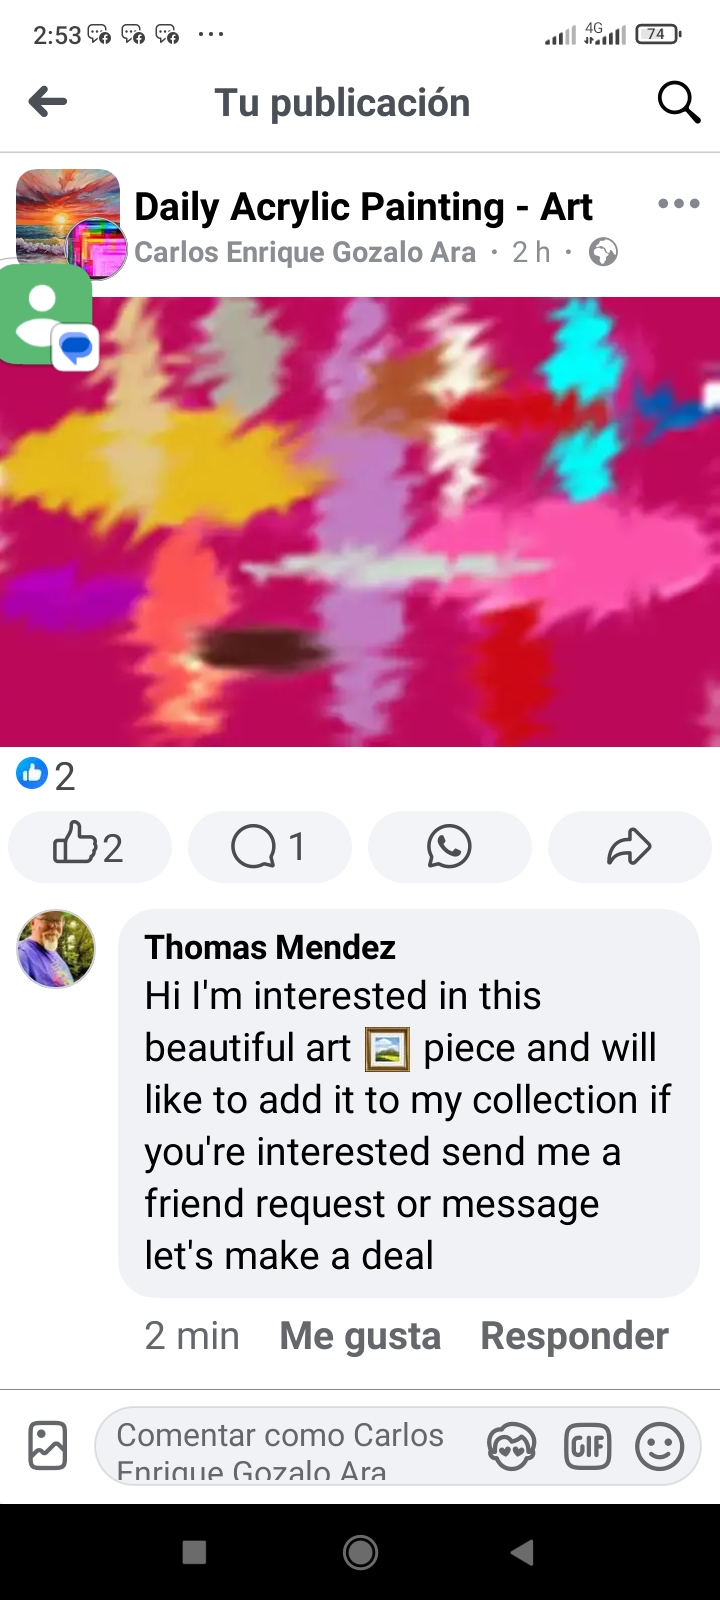 2:53
4G
74
Tu publicación
Daily Acrylic Painting - Art
Carlos Enrique Gozalo Ara · 2 h ·
2
2
1
Thomas Mendez
Hi I'm interested in this
beautiful art 🖼️ piece and will
like to add it to my collection if
you're interested send me a
friend request or message
let's make a deal
2 min Me gusta Responder
Comentar como Carlos
Enrique Gozalo Ara
GIF